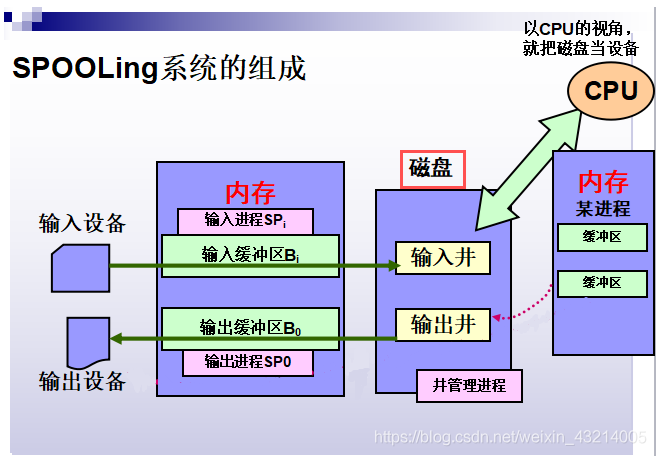 以CPU的视角,
就把磁盘当设备
SPOOLing系统的组成
CPU
磁盘
内存
输入进程SPi
输入缓冲区Bi
输入设备
输入井
内存
某进程
缓冲区
缓冲区
输出缓冲区B0
输出进程SP0
输出设备
输出井
井管理进程
https://blog.csdn.net/weixin_43214005